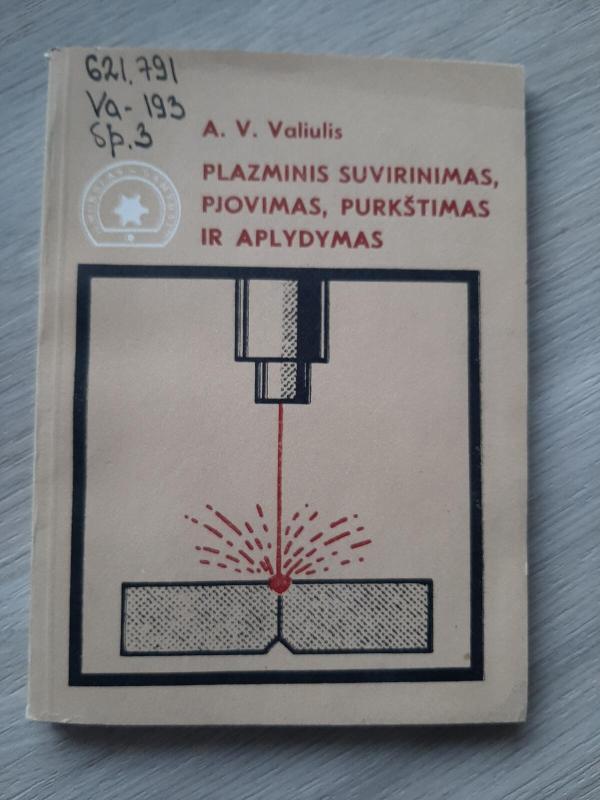 621.791
Va-193
Sp.3
A. V. Valiulis
PLAZMINIS SUVIRINIMAS,
PJOVIMAS, PURKŠTIMAS
IR APLYDYMAS